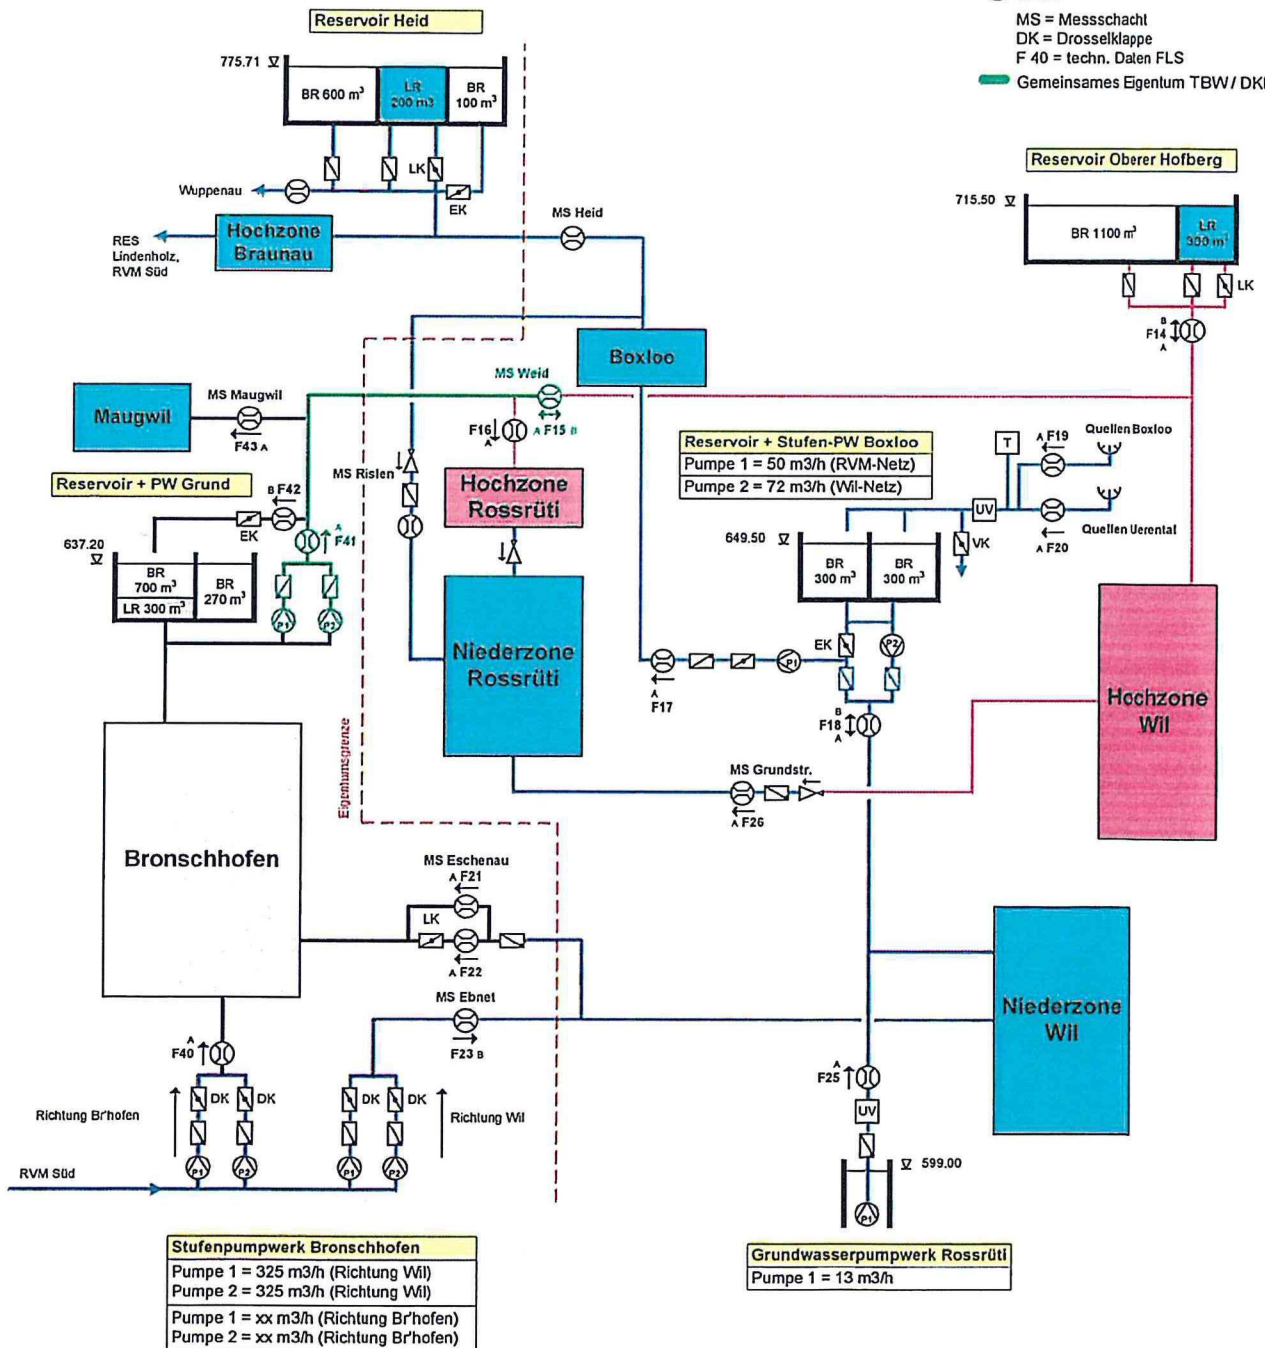 Reservoir Heid
MS = Messschacht
DK = Drosselklappe
F 40 = techn. Daten FLS
Gemeinsames Eigentum TBW / DKB
775.71
BR 600 m³
LR
200 m3
BR
100 m³
LK
Wuppenau
EK
MS Heid
Hochzone
Braunau
RES
Lindenholz,
RVM Süd
Reservoir Oberer Hofberg
715.50
BR 1100 m³
LR
300 m³
LK
B
F14
A
Boxloo
MS Weid
A F15 B
F16
A
Maugwil
MS Maugwil
F43 A
MS Rislen
Hochzone
Rossrüti
Reservoir + Stufen-PW Boxloo
Pumpe 1 = 50 m3/h (RVM-Netz)
Pumpe 2 = 72 m3/h (Wil-Netz)
T
A F19
Quellen Boxloo
UV
A F20
Quellen Uerental
VK
Reservoir + PW Grund
B F42
EK
A
F41
637.20
BR
700 m³
LR 300 m³
BR
270 m³
P1
P2
649.50
BR
300 m³
BR
300 m³
EK
P2
P1
A
F17
B
F18
A
Niederzone
Rossrüti
Hochzone
Wil
Eigentumsgrenze
MS Grundstr.
A F26
Bronschhofen
MS Eschenau
A F21
LK
A F22
MS Ebnet
F23 B
Niederzone
Wil
A
F40
DK
DK
DK
DK
Richtung Br'hofen
Richtung Wil
P1
P2
P1
P2
RVM Süd
A
F25
UV
599.00
P1
Stufenpumpwerk Bronschhofen
Pumpe 1 = 325 m3/h (Richtung Wil)
Pumpe 2 = 325 m3/h (Richtung Wil)
Pumpe 1 = xx m3/h (Richtung Br'hofen)
Pumpe 2 = xx m3/h (Richtung Br'hofen)
Grundwasserpumpwerk Rossrüti
Pumpe 1 = 13 m3/h